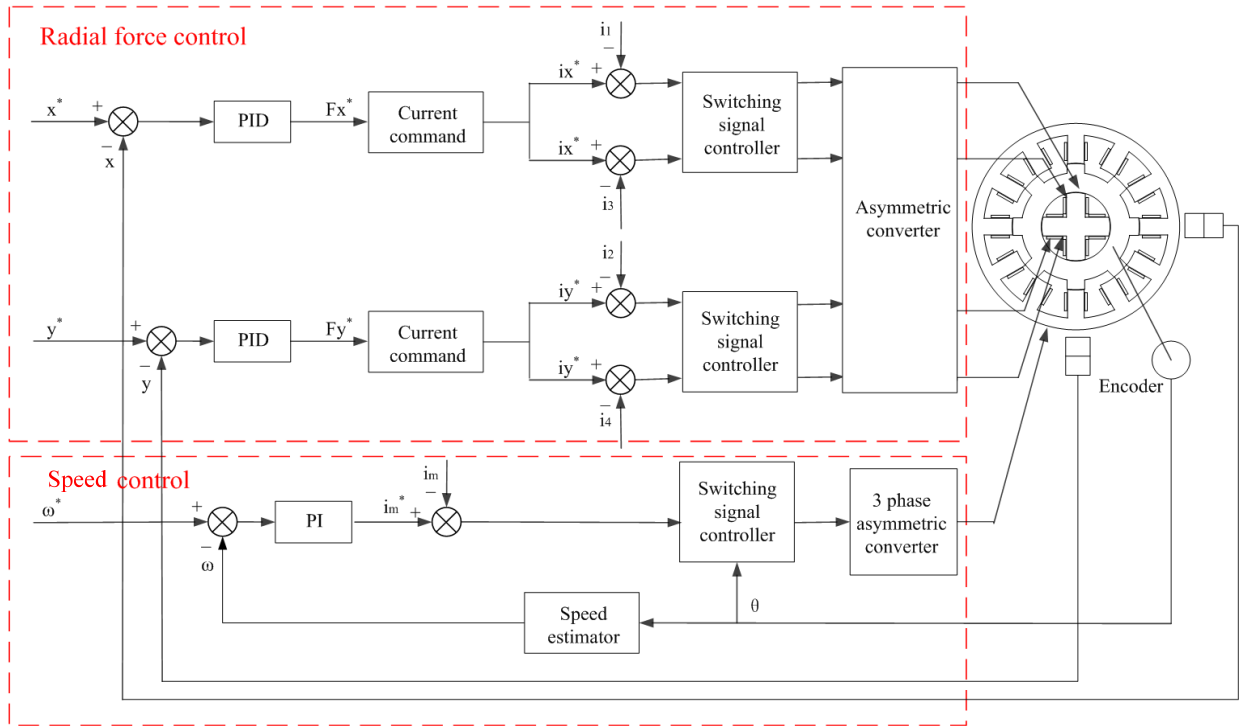 Radial force control
x*
+
−
x
PID
Fx*
Current
command
ix*
ix*
i1
−
+
+
−
i3
Switching
signal
controller
Asymmetric
converter
y*
+
−
y
PID
Fy*
Current
command
iy*
iy*
i2
−
+
+
−
i4
Switching
signal
controller
Encoder
Speed control
ω*
+
−
ω
PI
im*
im
−
+
Switching
signal
controller
3 phase
asymmetric
converter
θ
Speed
estimator